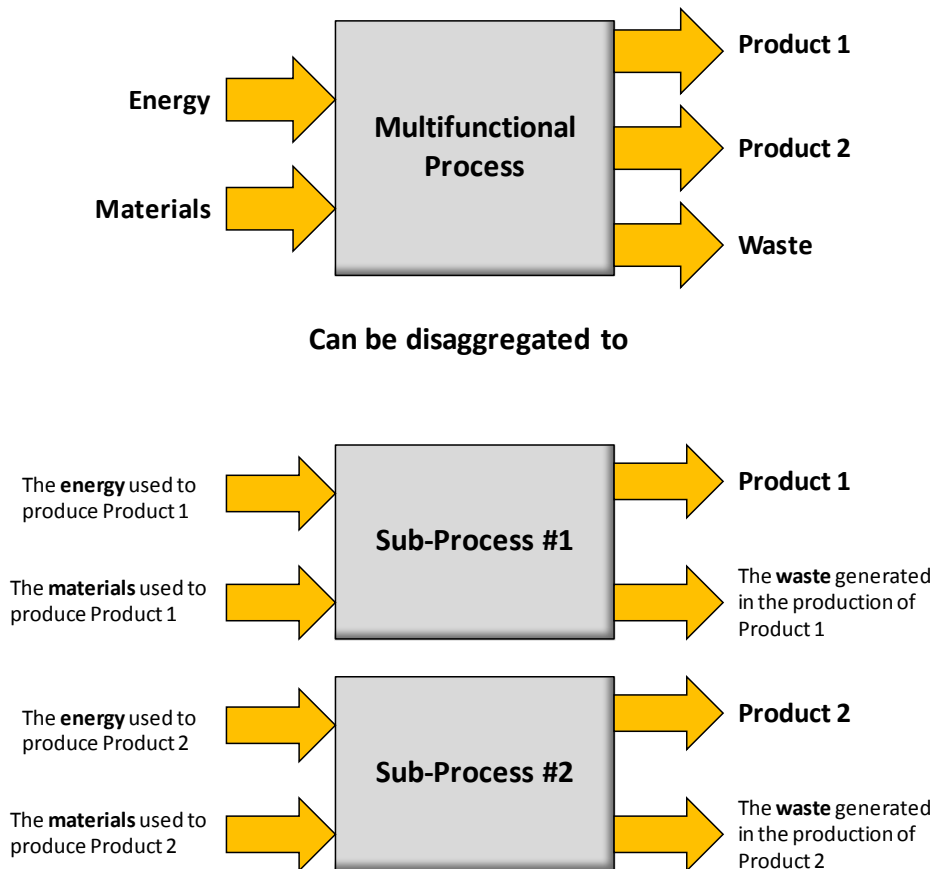 Product 1
Energy
Multifunctional
Process
Product 2
Materials
Waste
Can be disaggregated to
The energy used to
produce Product 1
Product 1
Sub-Process #1
The materials used to
produce Product 1
The waste generated
in the production of
Product 1
The energy used to
produce Product 2
Product 2
Sub-Process #2
The materials used to
produce Product 2
The waste generated
in the production of
Product 2